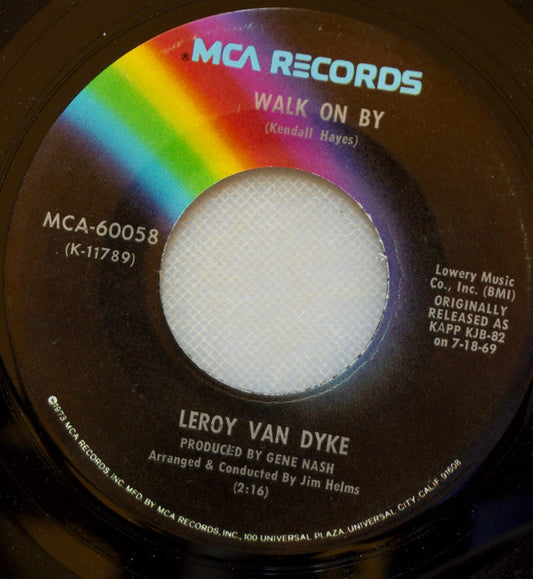 ® MCA RECORDS
WALK ON BY
(Kendall Hayes)
MCA-60058
(K-11789)
Lowery Music
Co., Inc. (BMI)
ORIGINALLY
RELEASED AS
KAPP KJB-82
on 7-18-69
LEROY VAN DYKE
PRODUCED BY GENE NASH
Arranged & Conducted By Jim Helms
(2:16)
©1973 MCA RECORDS, INC. MFD BY MCA RECORDS, INC., 100 UNIVERSAL PLAZA, UNIVERSAL CITY, CALIF. 91608